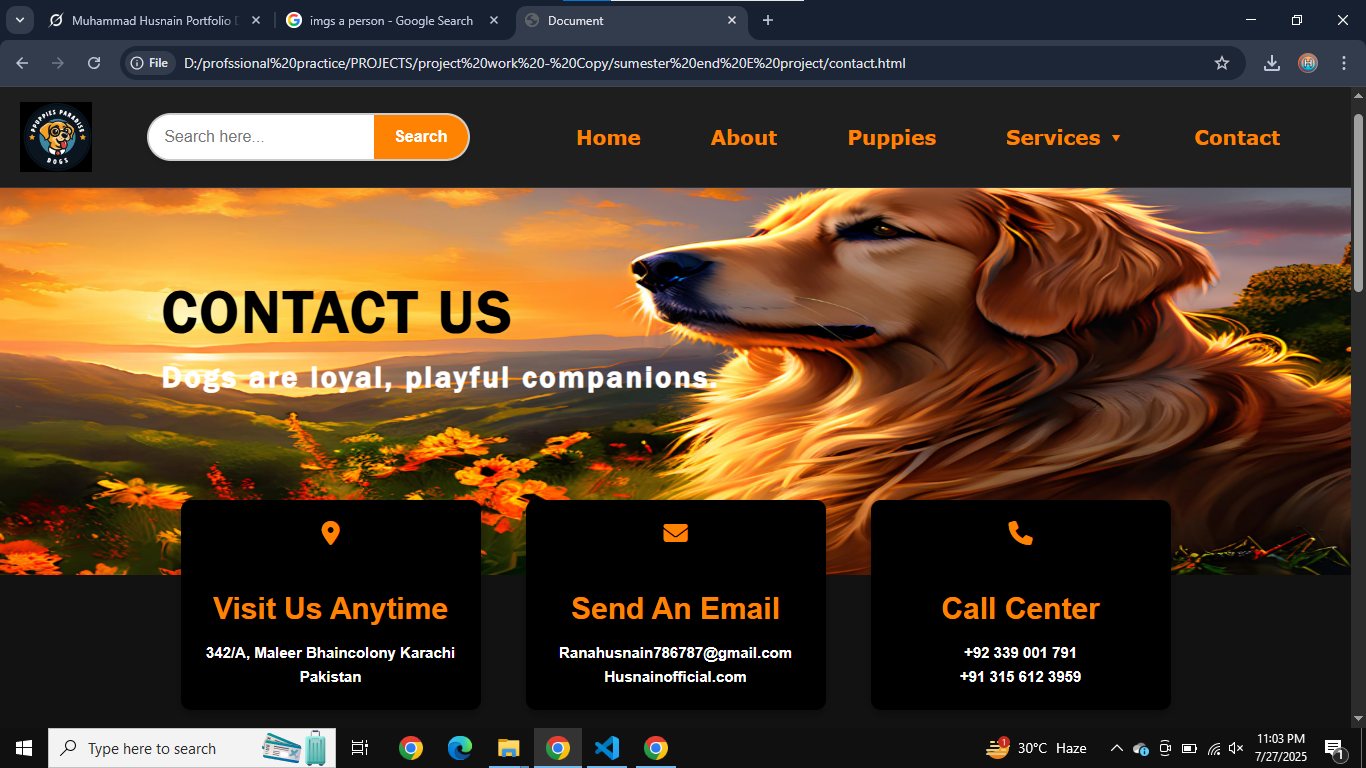 Muhammad Husnain Portfolio D
imgs a person - Google Search
Document
File
D:/profssional%20practice/PROJECTS/project%20work%20-%20Copy/sumester%20end%20E%20project/contact.html
PPUPPIES PARADISE
DOGS
Search here...
Search
Home
About
Puppies
Services
Contact
CONTACT US
Dogs are loyal, playful companions.
Visit Us Anytime
342/A, Maleer Bhaincolony Karachi
Pakistan
Send An Email
Ranahusnain786787@gmail.com
Husnainofficial.com
Call Center
+92 339 001 791
+91 315 612 3959
Type here to search
1
30°C Haze
11:03 PM
7/27/2025
1